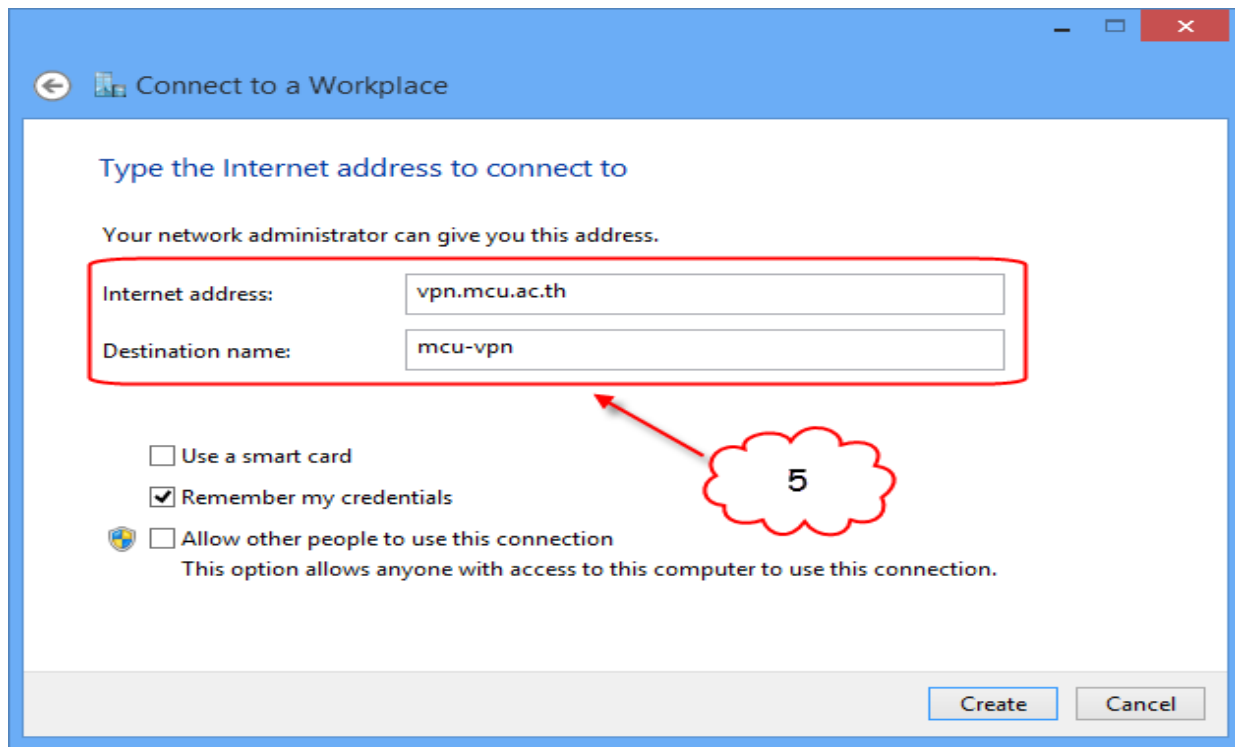 Connect to a Workplace
Type the Internet address to connect to
Your network administrator can give you this address.
Internet address: vpn.mcu.ac.th
Destination name: mcu-vpn
Use a smart card
5
Remember my credentials
Allow other people to use this connection
This option allows anyone with access to this computer to use this connection.
Create Cancel